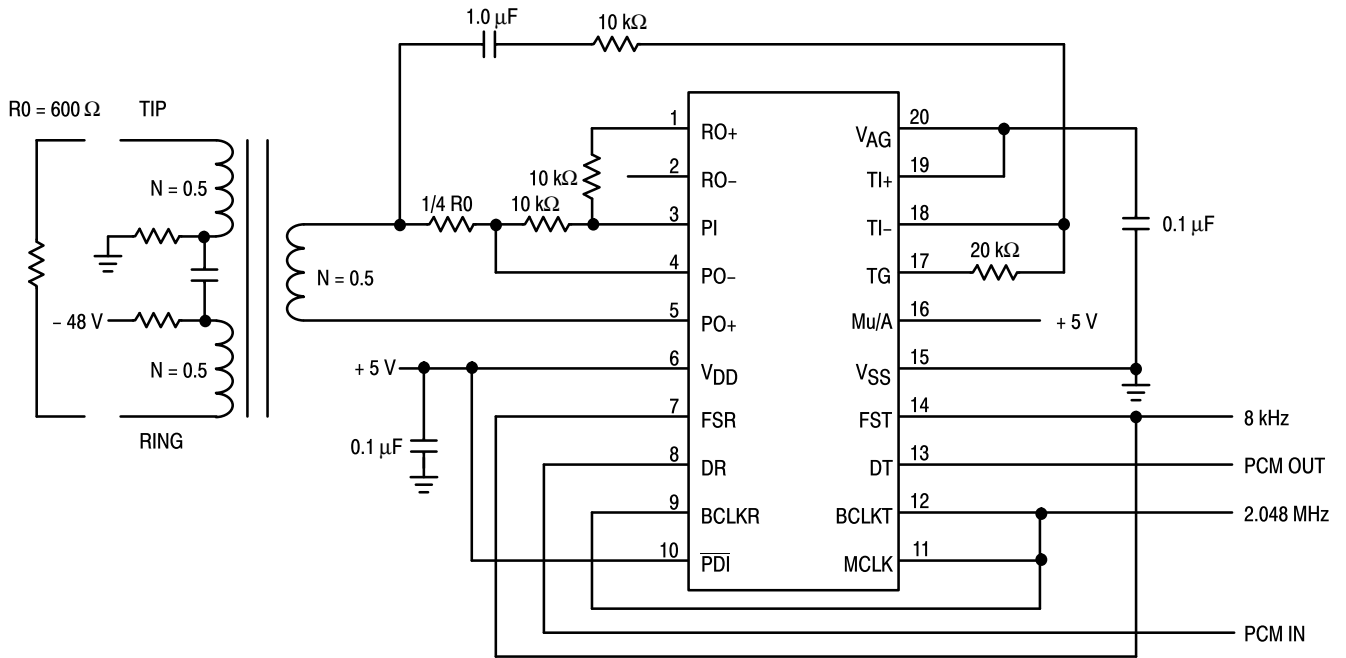 1.0 µF
10 kΩ
R0 = 600 Ω
TIP
N = 0.5
– 48 V
N = 0.5
RING
N = 0.5
1/4 R0
10 kΩ
10 kΩ
+ 5 V
0.1 µF
1
RO+
2
RO–
3
PI
4
PO–
5
PO+
6
VDD
7
FSR
8
DR
9
BCLKR
10
PDI
20
VAG
19
TI+
18
TI–
17
TG
16
Mu/A
15
VSS
14
FST
13
DT
12
BCLKT
11
MCLK
20 kΩ
0.1 µF
+ 5 V
8 kHz
PCM OUT
2.048 MHz
PCM IN